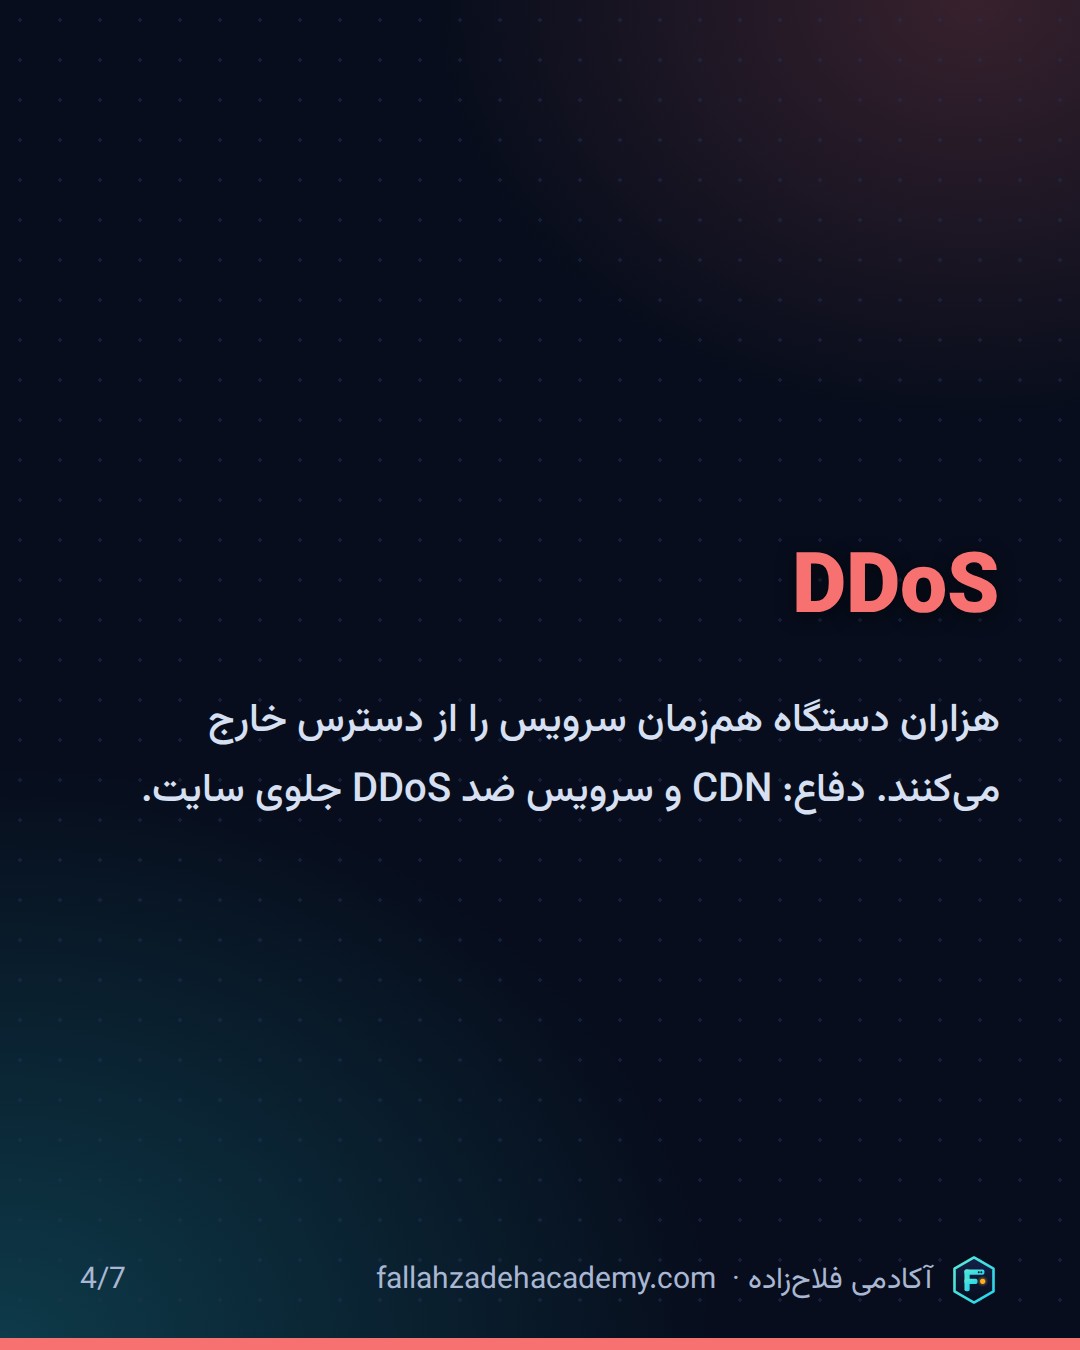 DDoS
هزاران دستگاه هم‌زمان سرویس را از دسترس خارج
می‌کنند. دفاع: CDN و سرویس ضد DDoS جلوی سایت.
آکادمی فلاح‌زاده · fallahzadehacademy.com
4/7